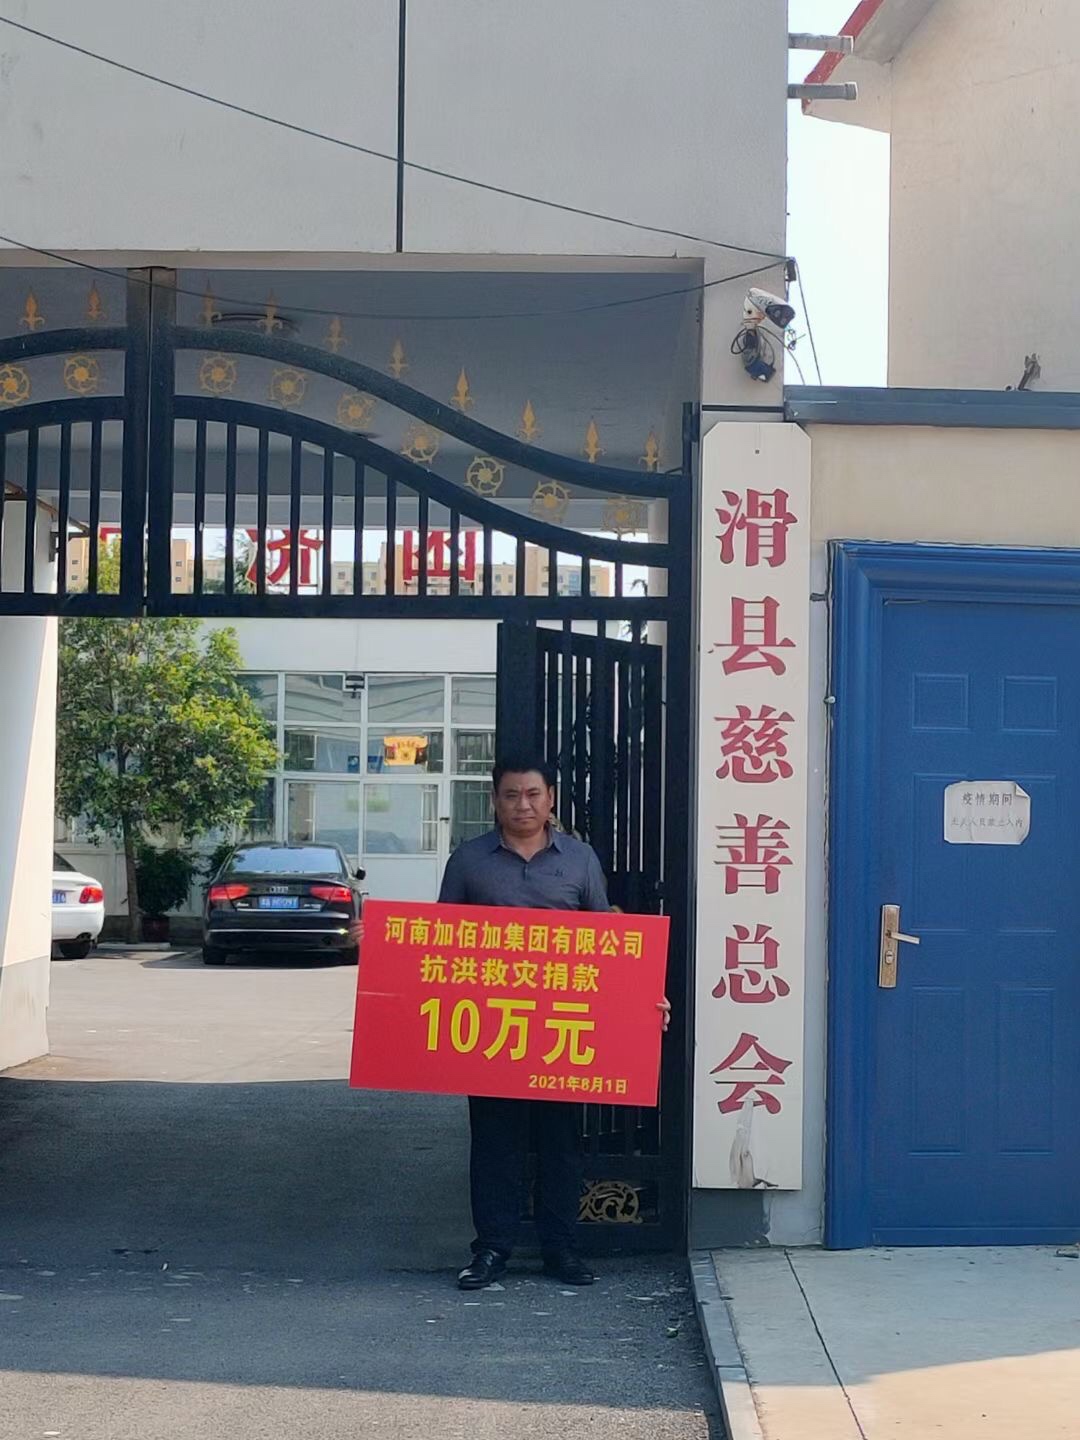 济 困
滑县慈善总会
疫情期间
河南加佰加集团有限公司
抗洪救灾捐款
10万元
2021年8月1日